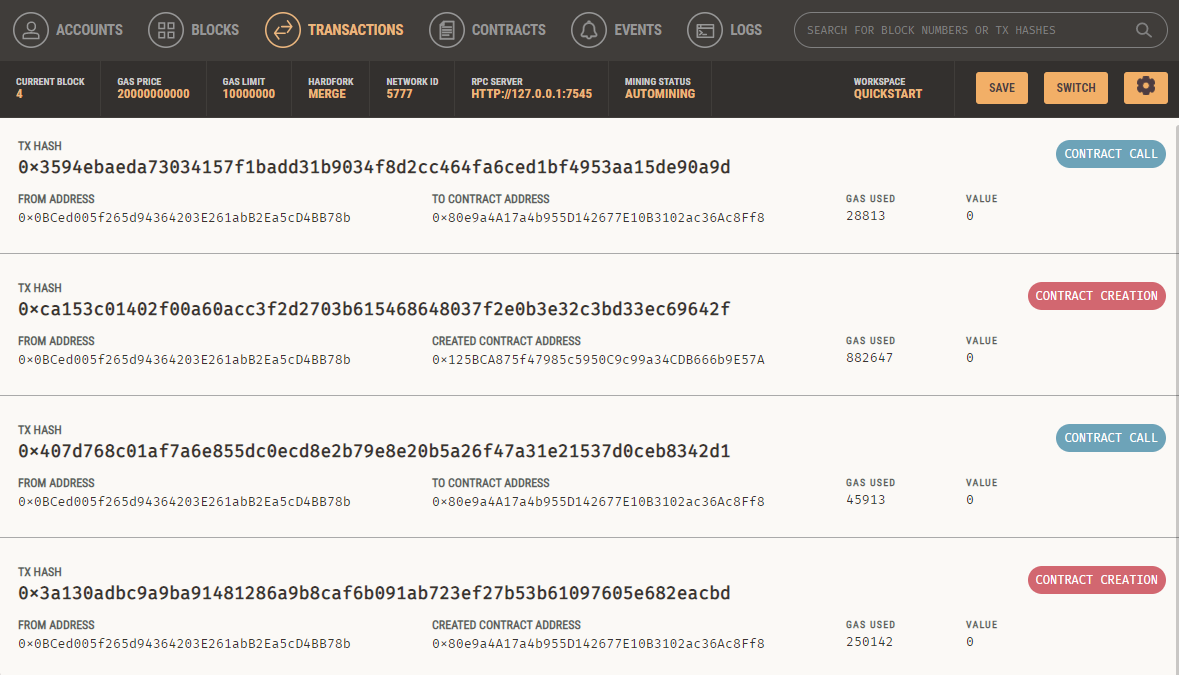 ACCOUNTS BLOCKS TRANSACTIONS CONTRACTS EVENTS LOGS SEARCH FOR BLOCK NUMBERS OR TX HASHES
CURRENT BLOCK GAS PRICE GAS LIMIT HARDFORK NETWORK ID RPC SERVER MINING STATUS WORKSPACE
4 20000000000 10000000 MERGE 5777 HTTP://127.0.0.1:7545 AUTOMINING QUICKSTART SAVE SWITCH
TX HASH
0×3594ebaeda73034157f1badd31b9034f8d2cc464fa6ced1bf4953aa15de90a9d CONTRACT CALL
FROM ADDRESS TO CONTRACT ADDRESS GAS USED VALUE
0×0BCed005f265d94364203E261abB2Ea5cD4BB78b 0×80e9a4A17a4b955D142677E10B3102ac36Ac8Ff8 28813 0
TX HASH
0×ca153c01402f00a60acc3f2d2703b615468648037f2e0b3e32c3bd33ec69642f CONTRACT CREATION
FROM ADDRESS CREATED CONTRACT ADDRESS GAS USED VALUE
0×0BCed005f265d94364203E261abB2Ea5cD4BB78b 0×125BCA875f47985c5950C9c99a34CDB666b9E57A 882647 0
TX HASH
0×407d768c01af7a6e855dc0ecd8e2b79e8e20b5a26f47a31e21537d0ceb8342d1 CONTRACT CALL
FROM ADDRESS TO CONTRACT ADDRESS GAS USED VALUE
0×0BCed005f265d94364203E261abB2Ea5cD4BB78b 0×80e9a4A17a4b955D142677E10B3102ac36Ac8Ff8 45913 0
TX HASH
0×3a130adbc9a9ba91481286a9b8caf6b091ab723ef27b53b61097605e682eacbd CONTRACT CREATION
FROM ADDRESS CREATED CONTRACT ADDRESS GAS USED VALUE
0×0BCed005f265d94364203E261abB2Ea5cD4BB78b 0×80e9a4A17a4b955D142677E10B3102ac36Ac8Ff8 250142 0